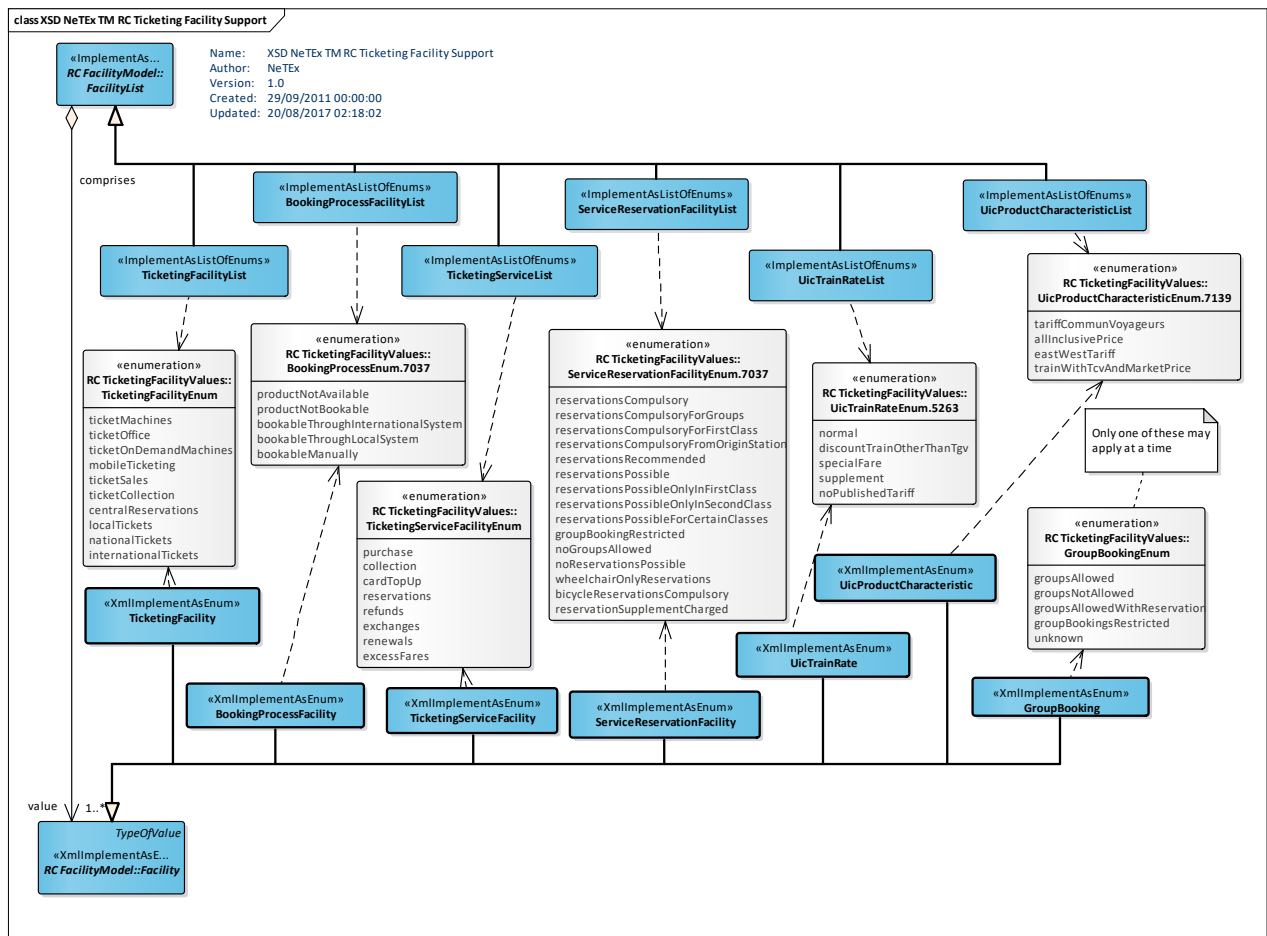 class XSD NeTEx TM RC Ticketing Facility Support
«ImplementAs...
RC FacilityModel::
FacilityList
Name: XSD NeTEx TM RC Ticketing Facility Support
Author: NeTEx
Version: 1.0
Created: 29/09/2011 00:00:00
Updated: 20/08/2017 02:18:02
comprises
«ImplementAsListOfEnums»
BookingProcessFacilityList
«ImplementAsListOfEnums»
ServiceReservationFacilityList
«ImplementAsListOfEnums»
UicProductCharacteristicList
«ImplementAsListOfEnums»
TicketingFacilityList
«ImplementAsListOfEnums»
TicketingServiceList
«ImplementAsListOfEnums»
UicTrainRateList
«enumeration»
RC TicketingFacilityValues::
UicProductCharacteristicEnum.7139
tariffCommunVoyageurs
allInclusivePrice
eastWestTariff
trainWithTcvAndMarketPrice
«enumeration»
RC TicketingFacilityValues::
TicketingFacilityEnum
ticketMachines
ticketOffice
ticketOnDemandMachines
mobileTicketing
ticketSales
ticketCollection
centralReservations
localTickets
nationalTickets
internationalTickets
«enumeration»
RC TicketingFacilityValues::
BookingProcessEnum.7037
productNotAvailable
productNotBookable
bookableThroughInternationalSystem
bookableThroughLocalSystem
bookableManually
«enumeration»
RC TicketingFacilityValues::
TicketingServiceFacilityEnum
purchase
collection
cardTopUp
reservations
refunds
exchanges
renewals
excessFares
«enumeration»
RC TicketingFacilityValues::
ServiceReservationFacilityEnum.7037
reservationsCompulsory
reservationsCompulsoryForGroups
reservationsCompulsoryForFirstClass
reservationsCompulsoryFromOriginStation
reservationsRecommended
reservationsPossible
reservationsPossibleOnlyInFirstClass
reservationsPossibleOnlyInSecondClass
reservationsPossibleForCertainClasses
groupBookingRestricted
noGroupsAllowed
noReservationsPossible
wheelchairOnlyReservations
bicycleReservationsCompulsory
reservationSupplementCharged
«enumeration»
RC TicketingFacilityValues::
UicTrainRateEnum.5263
normal
discountTrainOtherThanTgv
specialFare
supplement
noPublishedTariff
Only one of these may
apply at a time
«enumeration»
RC TicketingFacilityValues::
GroupBookingEnum
groupsAllowed
groupsNotAllowed
groupsAllowedWithReservation
groupBookingsRestricted
unknown
«XmlImplementAsEnum»
TicketingFacility
«XmlImplementAsEnum»
BookingProcessFacility
«XmlImplementAsEnum»
TicketingServiceFacility
«XmlImplementAsEnum»
ServiceReservationFacility
«XmlImplementAsEnum»
UicTrainRate
«XmlImplementAsEnum»
UicProductCharacteristic
«XmlImplementAsEnum»
GroupBooking
value
1..*
TypeOfValue
«XmlImplementAsE...
RC FacilityModel::Facility